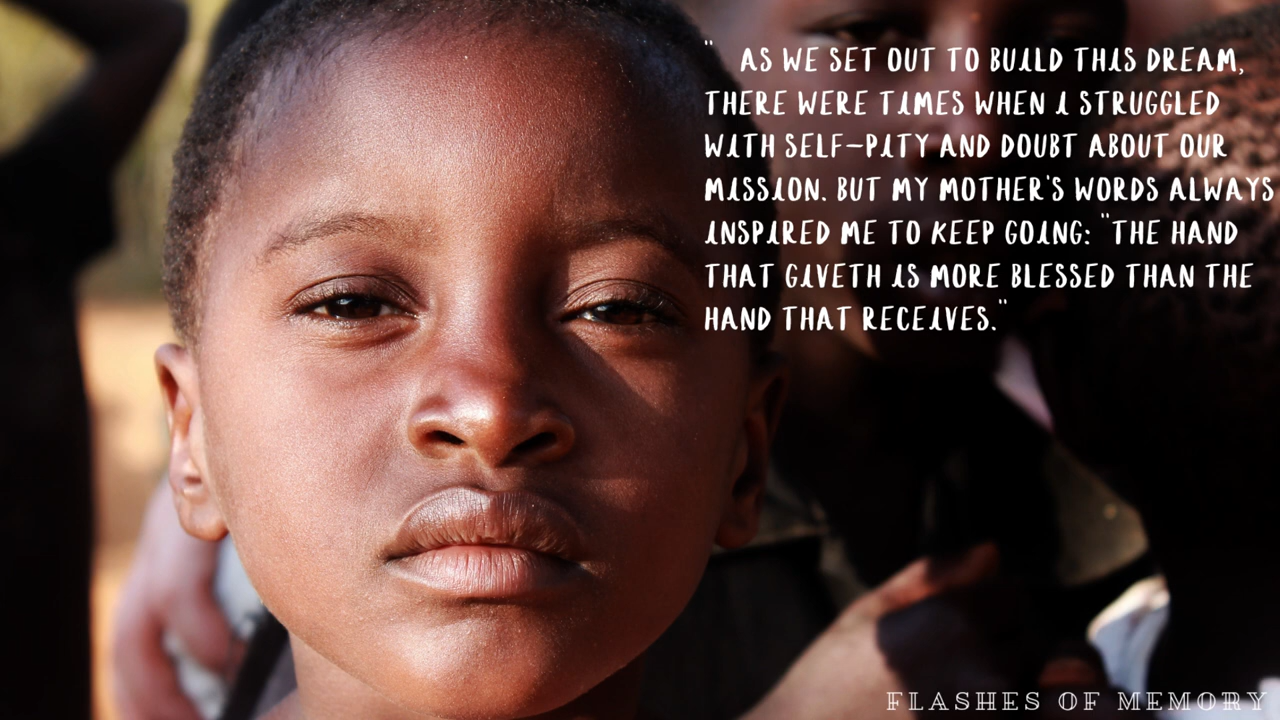 " AS WE SET OUT TO BUILD THIS DREAM,
THERE WERE TIMES WHEN I STRUGGLED
WITH SELF-PITY AND DOUBT ABOUT OUR
MISSION. BUT MY MOTHER'S WORDS ALWAYS
INSPIRED ME TO KEEP GOING: "THE HAND
THAT GIVETH IS MORE BLESSED THAN THE
HAND THAT RECEIVES."
FLASHES OF MEMORY